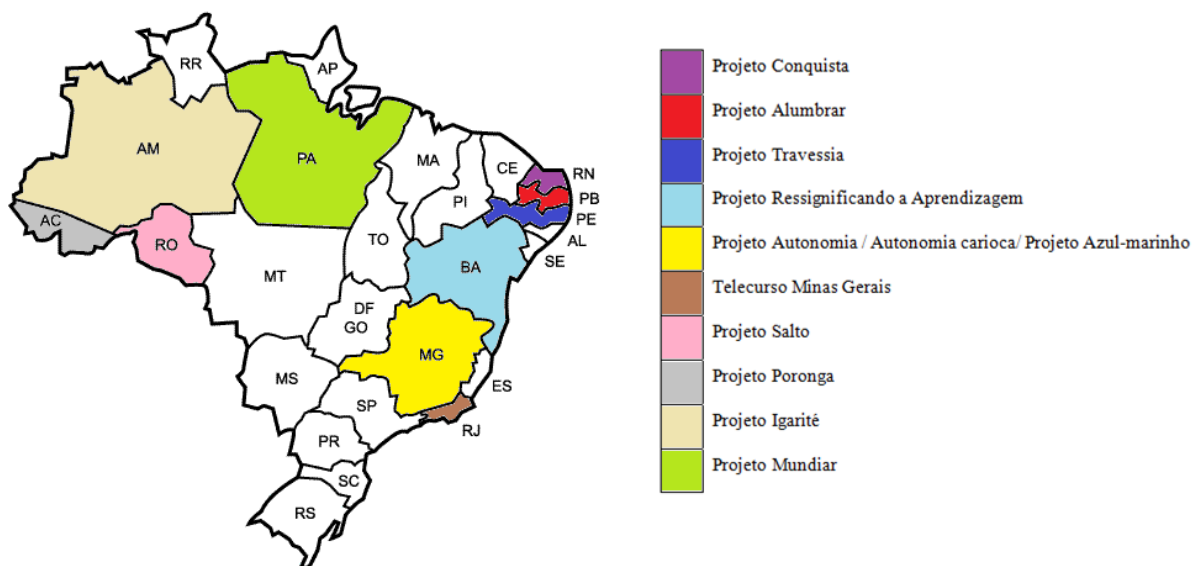 RR
AP
AM
PA
MA
CE
RN
PB
PE
AL
SE
PI
AC
RO
TO
BA
MT
DF
GO
MG
ES
MS
SP
RJ
PR
SC
RS
Projeto Conquista
Projeto Alumbrar
Projeto Travessia
Projeto Ressignificando a Aprendizagem
Projeto Autonomia / Autonomia carioca/ Projeto Azul-marinho
Telecurso Minas Gerais
Projeto Salto
Projeto Poronga
Projeto Igarité
Projeto Mundiar